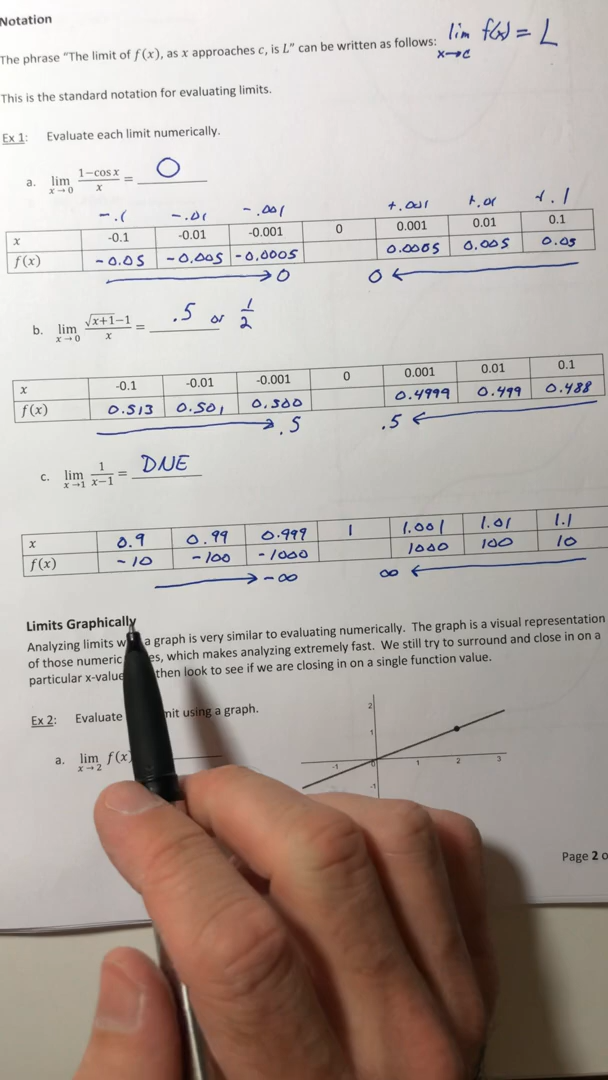 Notation
The phrase "The limit of f(x), as x approaches c, is L" can be written as follows: lim x→c f(x) = L
This is the standard notation for evaluating limits.
Ex 1: Evaluate each limit numerically.
a. lim x→0 1−cos x / x = 0
-.1 -.01 -.001 +.001 +.01 +.1
x -0.1 -0.01 -0.001 0 0.001 0.01 0.1
f(x) -0.05 -0.005 -0.0005 0.0005 0.005 0.05
→ 0 0 ←
b. lim x→0 √x+1−1 / x = .5 or 1/2
x -0.1 -0.01 -0.001 0 0.001 0.01 0.1
f(x) 0.513 0.501 0.500 0.4999 0.499 0.488
→ .5 .5 ←
c. lim x→1 1 / x−1 = DNE
x 0.9 0.99 0.999 1 1.001 1.01 1.1
f(x) -10 -100 -1000 1000 100 10
→ -∞ ∞ ←
Limits Graphically
Analyzing limits a graph is very similar to evaluating numerically. The graph is a visual representation
of those numeric which makes analyzing extremely fast. We still try to surround and close in on a
particular x-value then look to see if we are closing in on a single function value.
Ex 2: Evaluate using a graph.
a. lim x→2 f(x)
2
1
-1 0 1 2 3
-1
Page 2